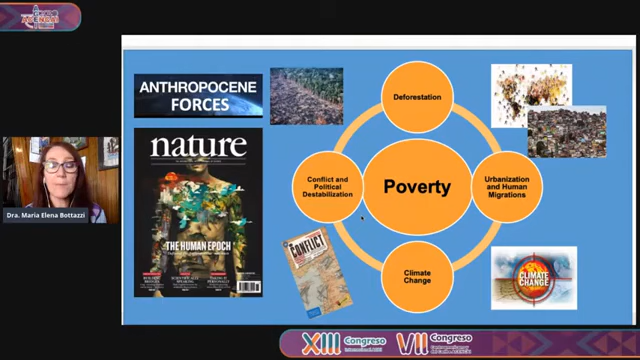 Dra. Maria Elena Bottazzi
ANTHROPOCENE
FORCES
nature
THE HUMAN EPOCH
Deforestation
Conflict and
Political
Destabilization
Poverty
Urbanization
and Human
Migrations
Climate
Change
CONFLICT
CLIMATE
CHANGE
XIII Congreso
VII Congreso